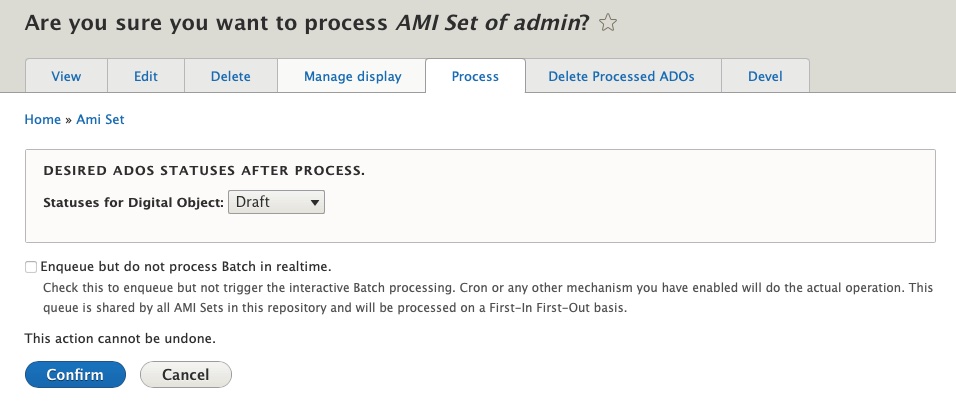 Are you sure you want to process AMI Set of admin?
View Edit Delete Manage display Process Delete Processed ADOs Devel
Home » Ami Set
DESIRED ADOS STATUSES AFTER PROCESS.
Statuses for Digital Object: Draft
Enqueue but do not process Batch in realtime.
Check this to enqueue but not trigger the interactive Batch processing. Cron or any other mechanism you have enabled will do the actual operation. This
queue is shared by all AMI Sets in this repository and will be processed on a First-In First-Out basis.
This action cannot be undone.
Confirm Cancel